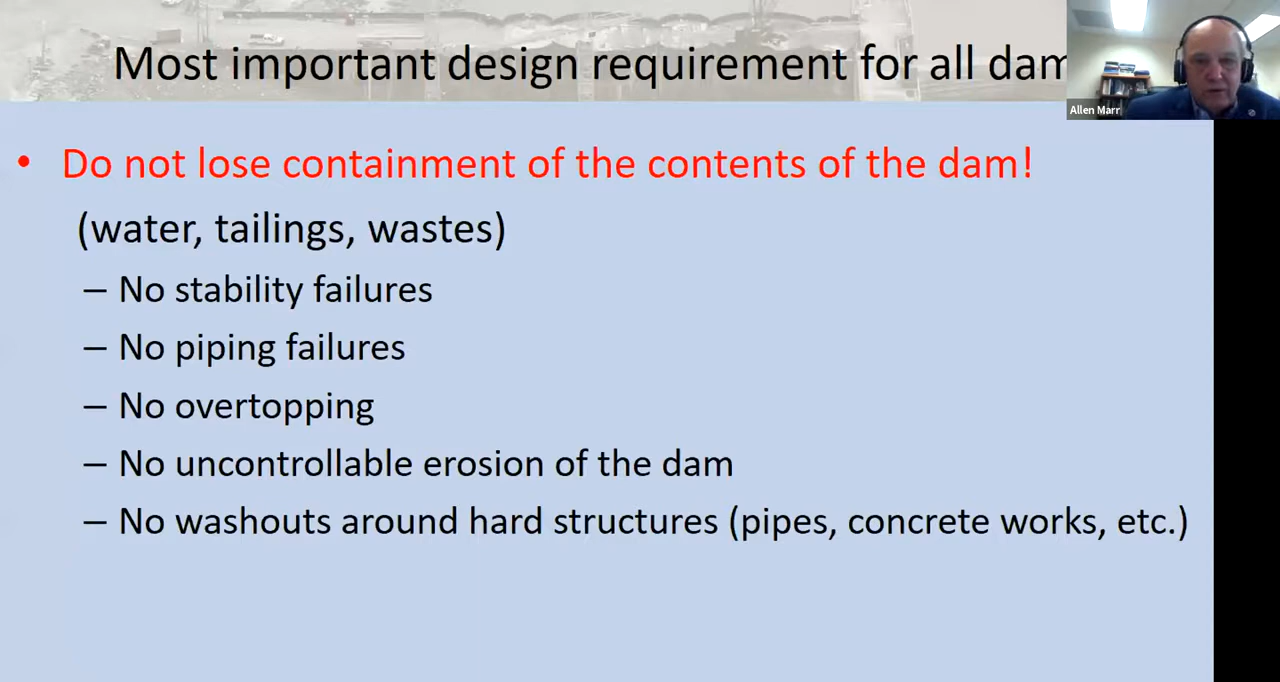 Most important design requirement for all dam
Allen Marr
• Do not lose containment of the contents of the dam!
(water, tailings, wastes)
– No stability failures
– No piping failures
– No overtopping
– No uncontrollable erosion of the dam
– No washouts around hard structures (pipes, concrete works, etc.)